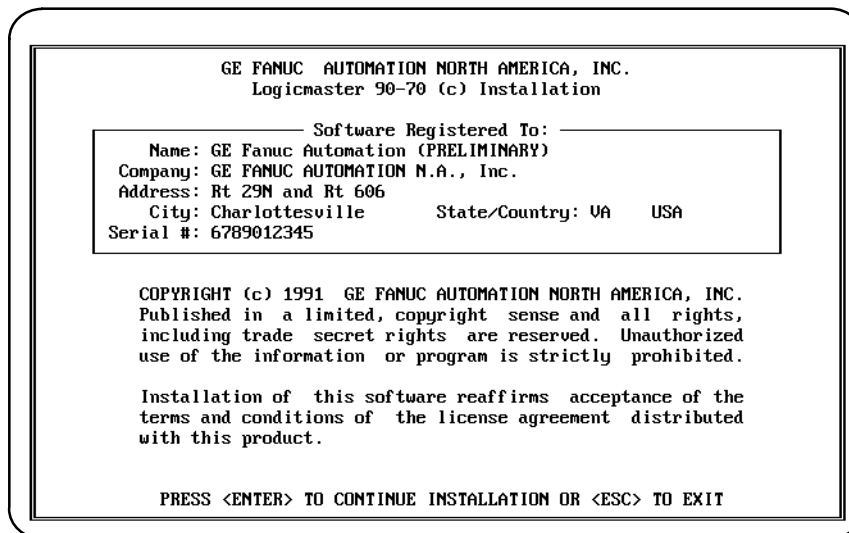 GE FANUC AUTOMATION NORTH AMERICA, INC.
Logicmaster 90-70 (c) Installation
Software Registered To:
Name: GE Fanuc Automation (PRELIMINARY)
Company: GE FANUC AUTOMATION N.A., Inc.
Address: Rt 29N and Rt 606
City: Charlottesville State/Country: VA USA
Serial #: 6789012345
COPYRIGHT (c) 1991 GE FANUC AUTOMATION NORTH AMERICA, INC.
Published in a limited, copyright sense and all rights,
including trade secret rights are reserved. Unauthorized
use of the information or program is strictly prohibited.
Installation of this software reaffirms acceptance of the
terms and conditions of the license agreement distributed
with this product.
PRESS <ENTER> TO CONTINUE INSTALLATION OR <ESC> TO EXIT